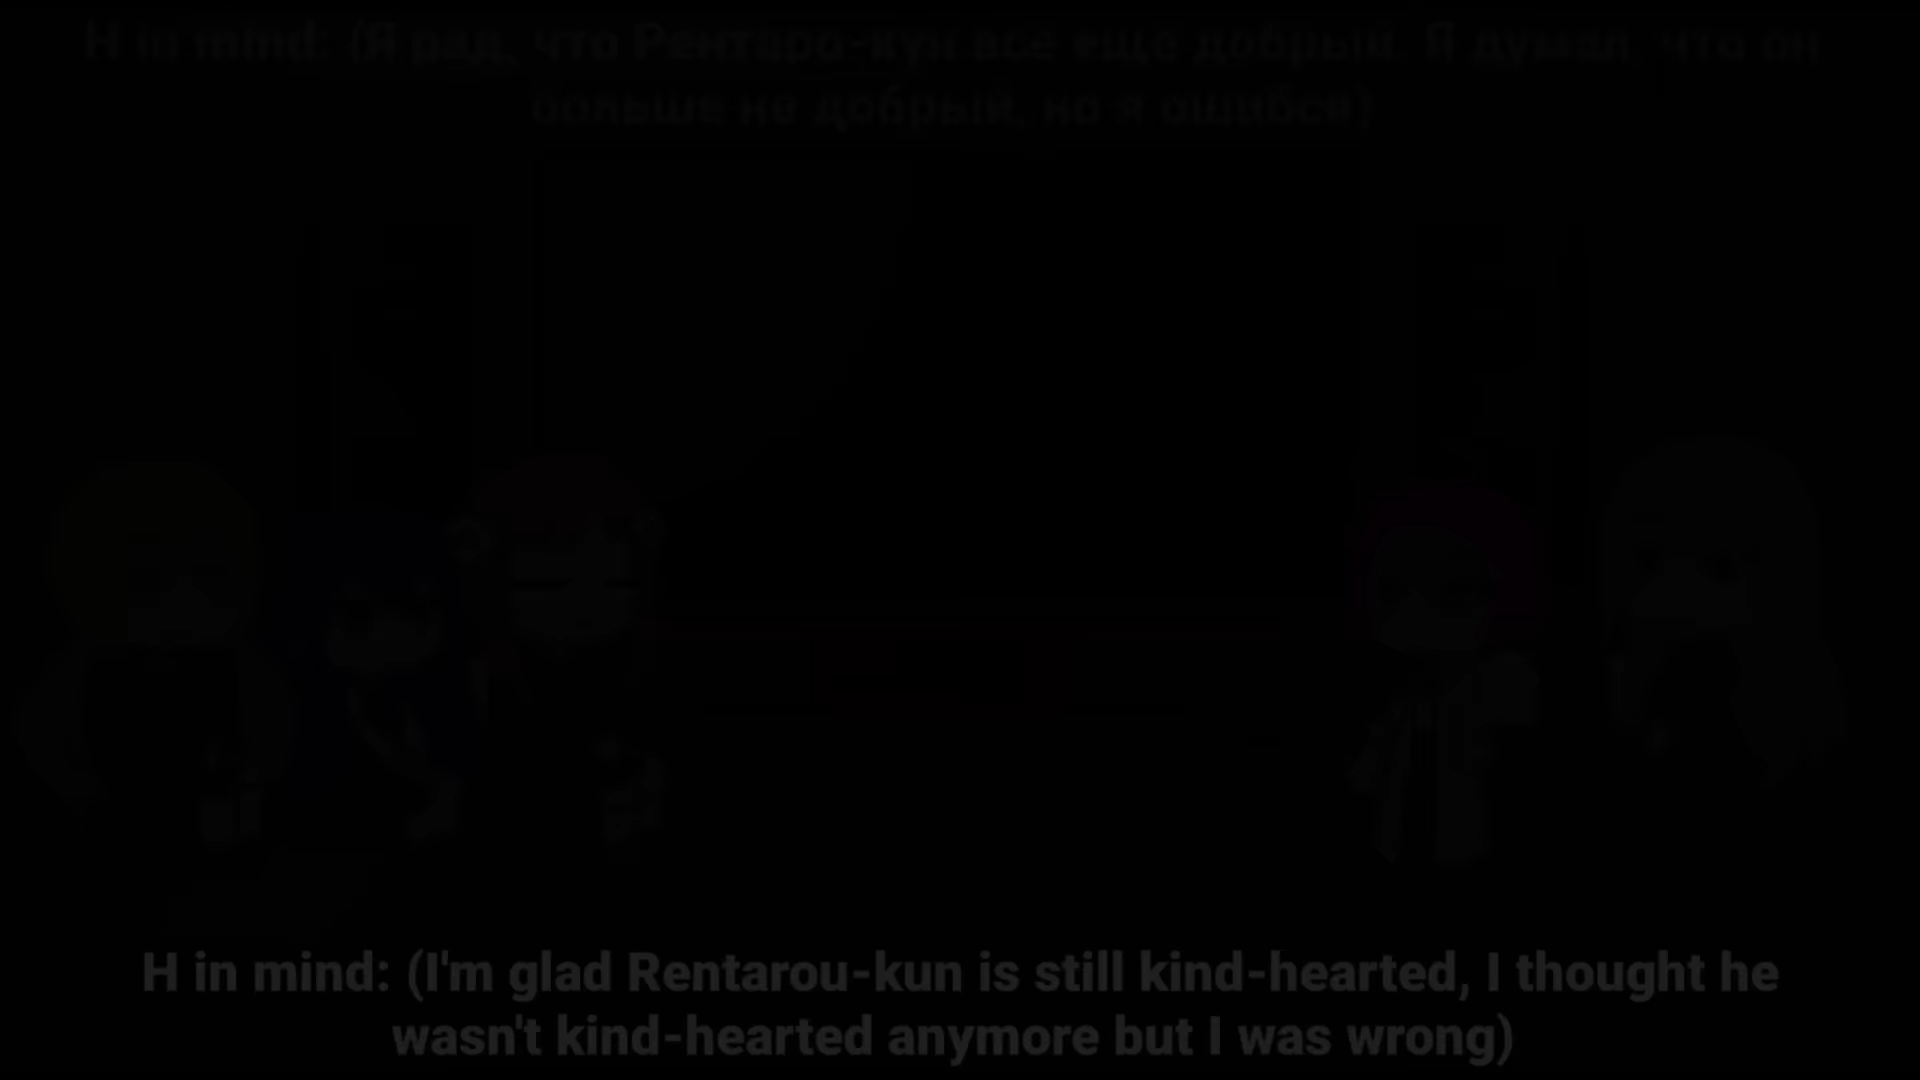 H in mind: (Я рад, что Рентаро-кун все еще добрый. Я думал, что он
больше не добрый, но я ошибся)
H in mind: (I'm glad Rentarou-kun is still kind-hearted, I thought he
wasn't kind-hearted anymore but I was wrong)